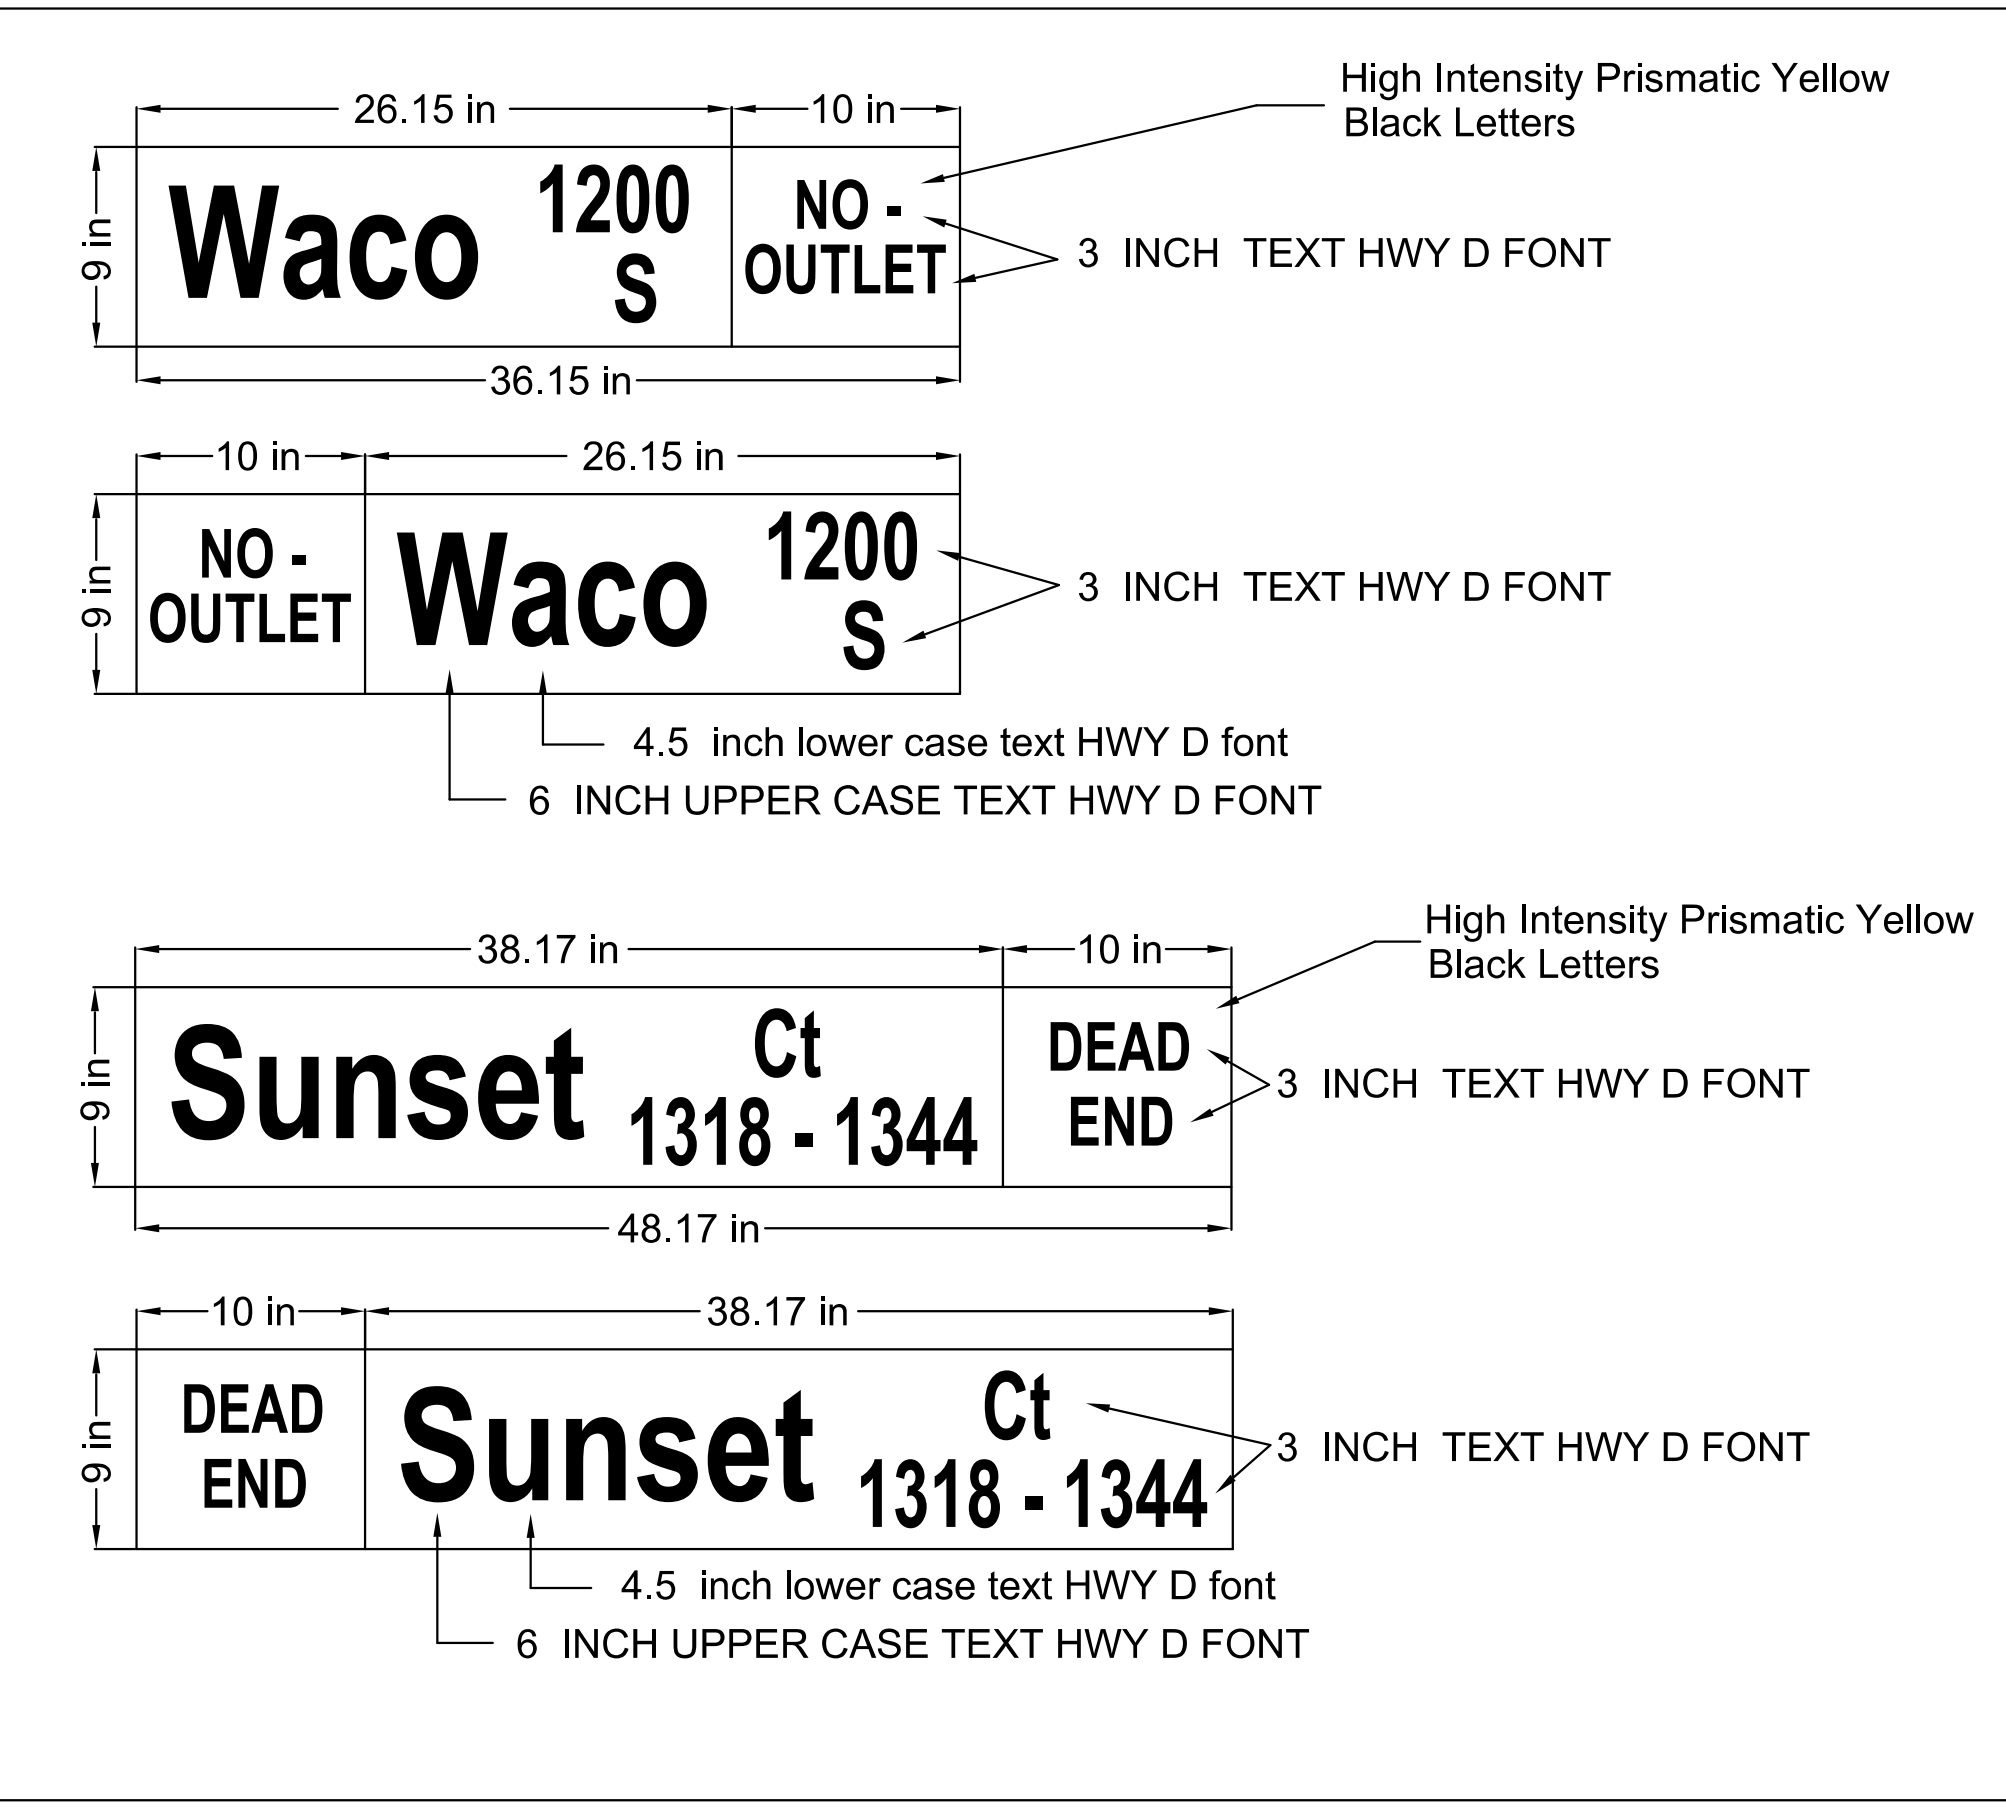 High Intensity Prismatic Yellow
Black Letters
26.15 in
10 in
9 in
Waco
1200
S
NO -
OUTLET
3 INCH TEXT HWY D FONT
36.15 in
10 in
26.15 in
9 in
NO -
OUTLET
Waco
1200
S
3 INCH TEXT HWY D FONT
4.5 inch lower case text HWY D font
6 INCH UPPER CASE TEXT HWY D FONT
High Intensity Prismatic Yellow
Black Letters
38.17 in
10 in
9 in
Sunset
Ct
1318 - 1344
DEAD
END
3 INCH TEXT HWY D FONT
48.17 in
10 in
38.17 in
9 in
DEAD
END
Sunset
Ct
1318 - 1344
3 INCH TEXT HWY D FONT
4.5 inch lower case text HWY D font
6 INCH UPPER CASE TEXT HWY D FONT